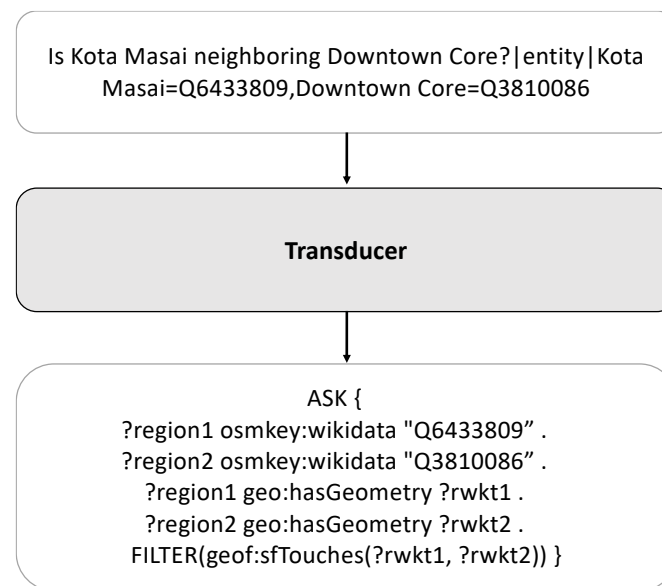 Is Kota Masai neighboring Downtown Core?|entity|Kota
Masai=Q6433809,Downtown Core=Q3810086
Transducer
ASK {
?region1 osmkey:wikidata "Q6433809” .
?region2 osmkey:wikidata "Q3810086” .
?region1 geo:hasGeometry ?rwkt1 .
?region2 geo:hasGeometry ?rwkt2 .
FILTER(geof:sfTouches(?rwkt1, ?rwkt2)) }